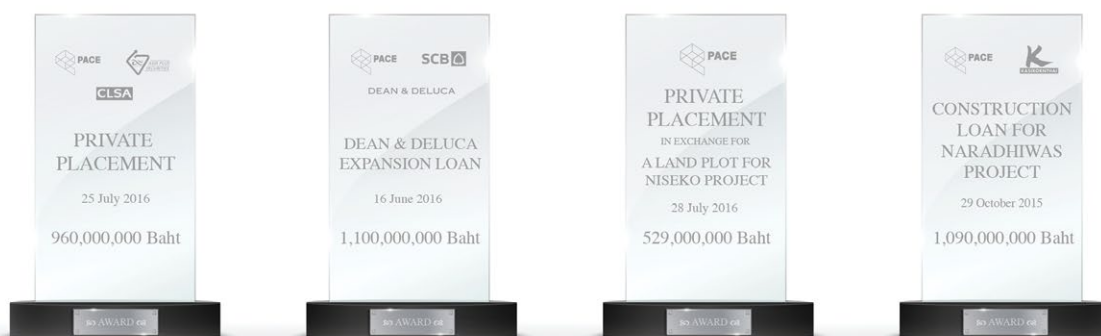 PACE
CLSA
PRIVATE
PLACEMENT
25 July 2016
960,000,000 Baht
AWARD
PACE SCB
DEAN & DELUCA
DEAN & DELUCA
EXPANSION LOAN
16 June 2016
1,100,000,000 Baht
AWARD
PACE
PRIVATE
PLACEMENT
IN EXCHANGE FOR
A LAND PLOT FOR
NISEKO PROJECT
28 July 2016
529,000,000 Baht
AWARD
PACE K
KASIKORNTHAI
CONSTRUCTION
LOAN FOR
NARADHIWAS
PROJECT
29 October 2015
1,090,000,000 Baht
AWARD